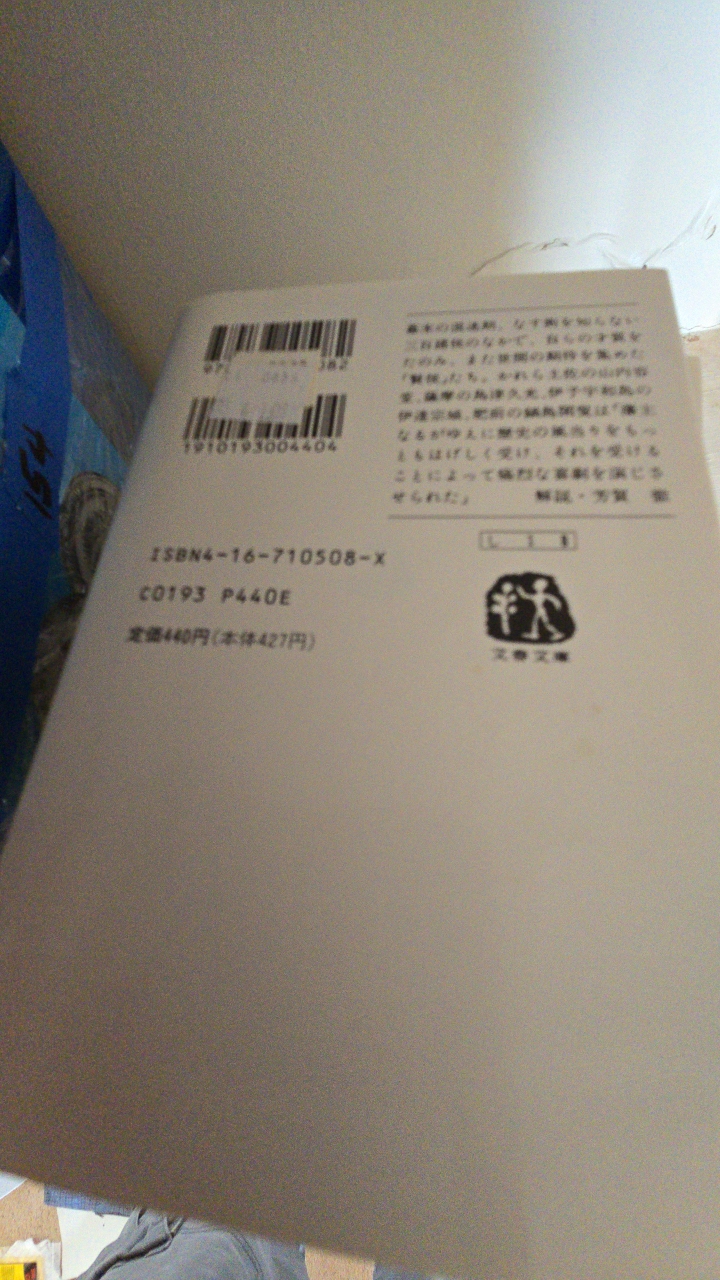 幕末の混迷期、なす術を知らない
三百諸侯のなかで、自らの才質を
たのみ、また世間の期待を集めた
「賢侯」たち。かれら土佐の山内容
堂、薩摩の島津久光、伊予宇和島の
伊達宗城、肥前の鍋島閑叟は「藩主
なるがゆえに歴史の風当りをもっ
ともはげしく受け、それを受ける
ことによって痛烈な喜劇を演じさ
せられた」 解説・芳賀 徹
1910193004404
ISBN4-16-710508-X
C0193 P440E
定価440円(本体427円)
文春文庫
154